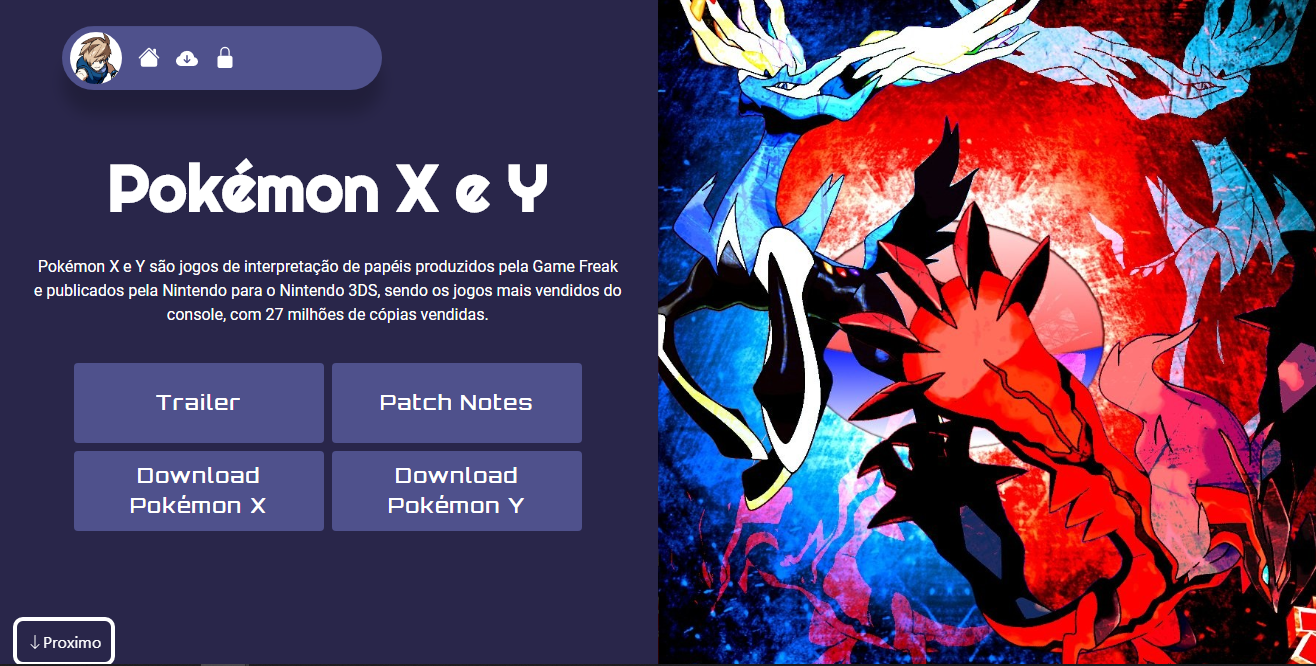 Pokémon X e Y
Pokémon X e Y são jogos de interpretação de papéis produzidos pela Game Freak
e publicados pela Nintendo para o Nintendo 3DS, sendo os jogos mais vendidos do
console, com 27 milhões de cópias vendidas.
Trailer
Patch Notes
Download
Pokémon X
Download
Pokémon Y
↓Proximo